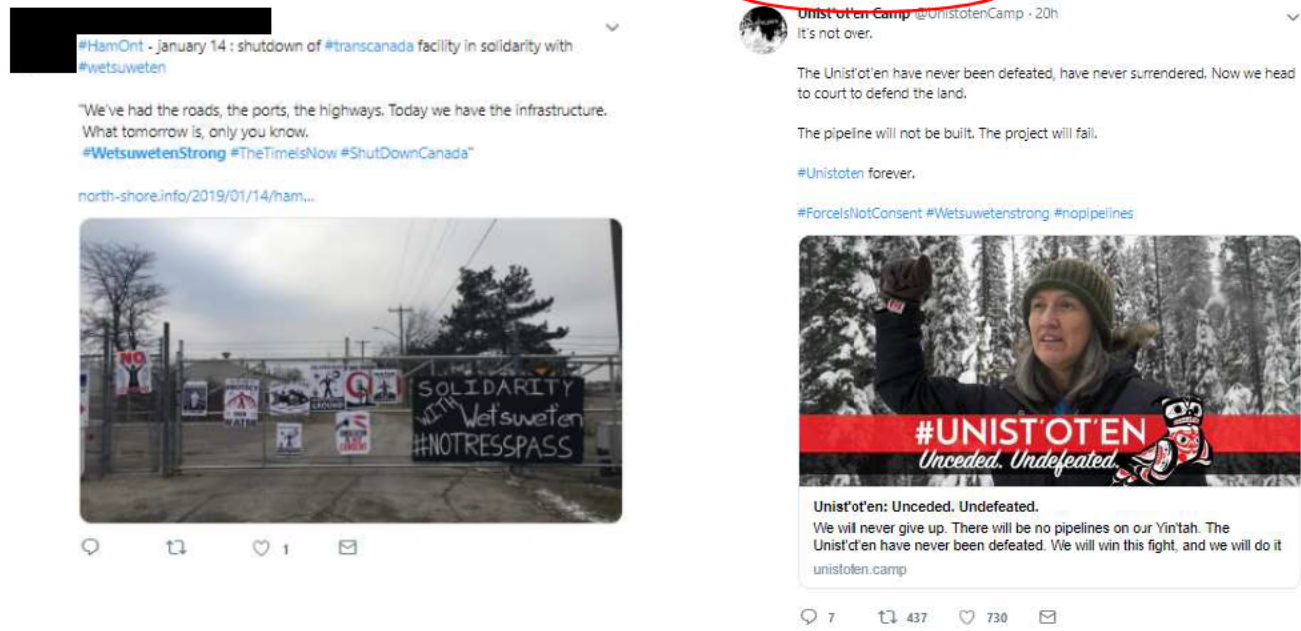 #HamOnt - january 14 : shutdown of #transcanada facility in solidarity with
#wetsuweten
"We've had the roads, the ports, the highways. Today we have the infrastructure.
What tomorrow is, only you know.
#WetsuwetenStrong #TheTimeIsNow #ShutDownCanada"
north-shore.info/2019/01/14/ham...
NO
PROTECT
WATER
GROUND
CONSENT
SOLIDARITY
WITH Wet'suwet'en
#NOTRESSPASS
1
Unist'ot'en Camp @UnistotenCamp · 20h
It's not over.
The Unist'ot'en have never been defeated, have never surrendered. Now we head
to court to defend the land.
The pipeline will not be built. The project will fail.
#Unistoten forever.
#ForceIsNotConsent #Wetsuwetenstrong #nopipelines
#UNIST'OT'EN
Unceded. Undefeated.
Unist'ot'en: Unceded. Undefeated.
We will never give up. There will be no pipelines on our Yin'tah. The
Unist'ot'en have never been defeated. We will win this fight, and we will do it
unistoten.camp
7 437 730